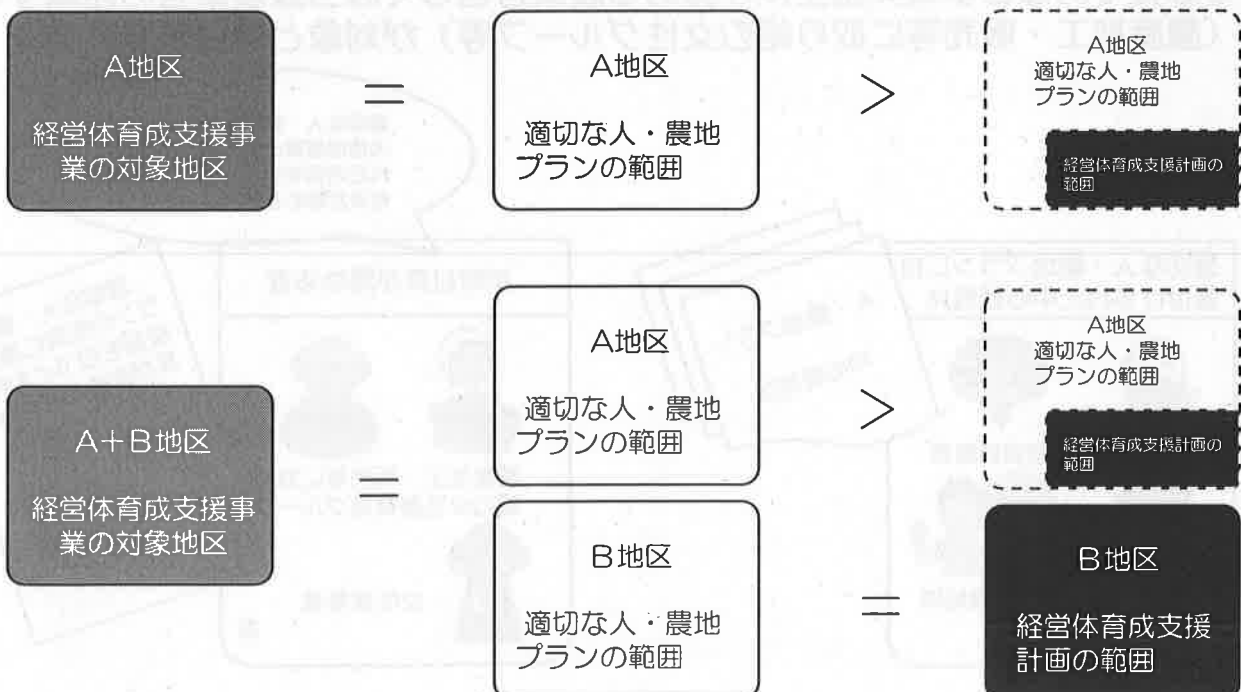 A地区
経営体育成支援事
業の対象地区
=
A地区
適切な人・農地
プランの範囲
>
A地区
適切な人・農地
プランの範囲
経営体育成支援計画の
範囲
A+B地区
経営体育成支援事
業の対象地区
=
A地区
適切な人・農地
プランの範囲
>
A地区
適切な人・農地
プランの範囲
経営体育成支援計画の
範囲
B地区
適切な人・農地
プランの範囲
=
B地区
経営体育成支援
計画の範囲